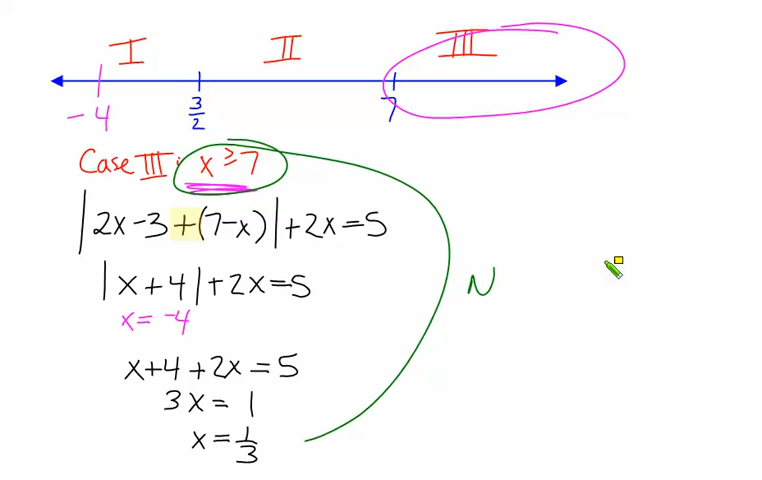 I II III
-4 3/2 7
Case III: x ≥ 7
|2x-3+(7-x)|+2x=5
|x+4|+2x=5
x=-4
N
x+4+2x=5
3x=1
x=1/3